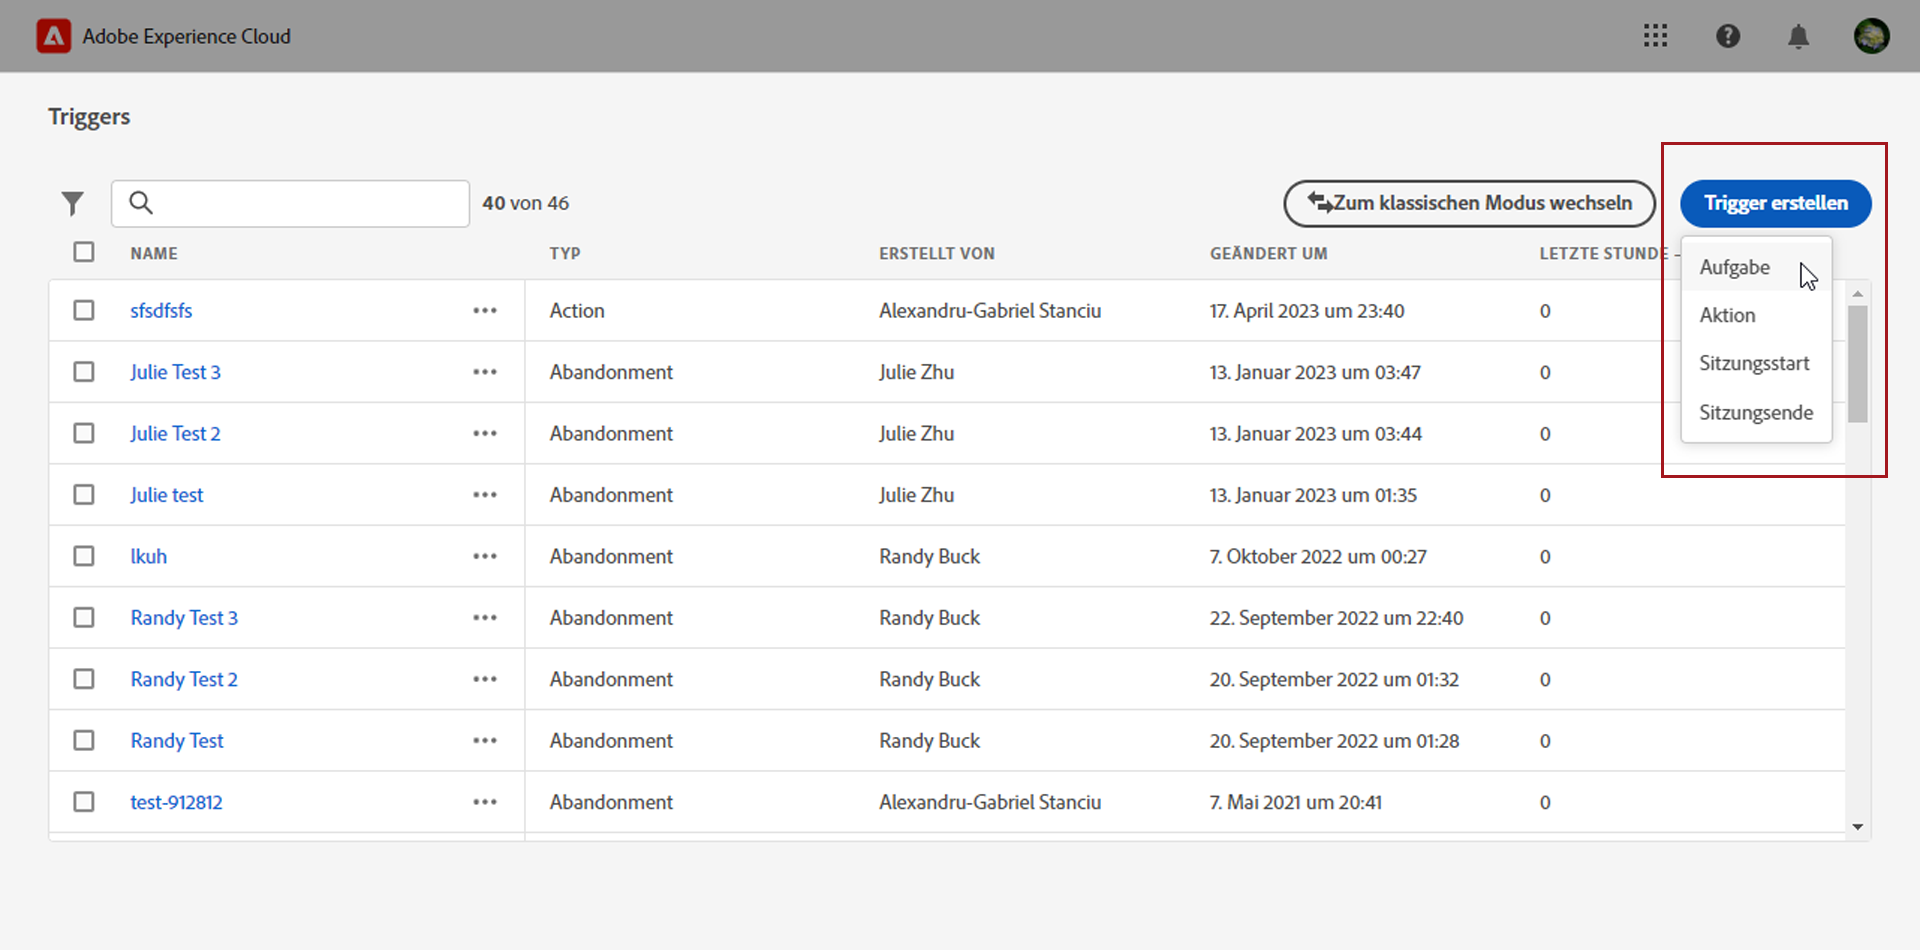 Adobe Experience Cloud
Triggers
40 von 46
Zum klassischen Modus wechseln
Trigger erstellen
NAME TYP ERSTELLT VON GEÄNDERT UM LETZTE STUNDE –
Aufgabe
Aktion
Sitzungsstart
Sitzungsende
sfsdfsfs ••• Action Alexandru-Gabriel Stanciu 17. April 2023 um 23:40 0
Julie Test 3 ••• Abandonment Julie Zhu 13. Januar 2023 um 03:47 0
Julie Test 2 ••• Abandonment Julie Zhu 13. Januar 2023 um 03:44 0
Julie test ••• Abandonment Julie Zhu 13. Januar 2023 um 01:35 0
lkuh ••• Abandonment Randy Buck 7. Oktober 2022 um 00:27 0
Randy Test 3 ••• Abandonment Randy Buck 22. September 2022 um 22:40 0
Randy Test 2 ••• Abandonment Randy Buck 20. September 2022 um 01:32 0
Randy Test ••• Abandonment Randy Buck 20. September 2022 um 01:28 0
test-912812 ••• Abandonment Alexandru-Gabriel Stanciu 7. Mai 2021 um 20:41 0